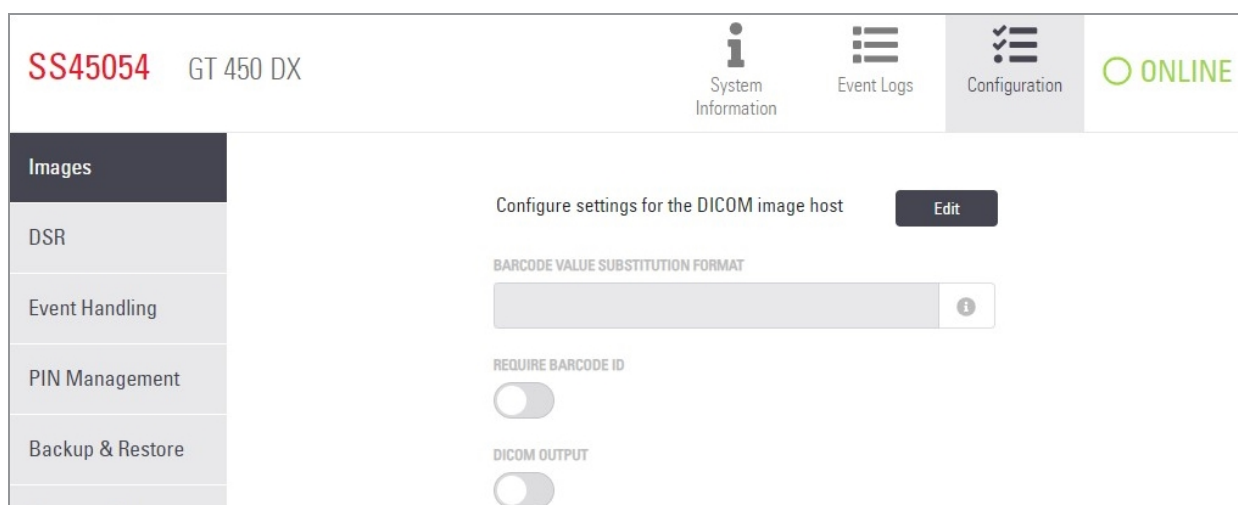 SS45054 GT 450 DX
System
Information
Event Logs
Configuration
ONLINE
Images
DSR
Event Handling
PIN Management
Backup & Restore
Configure settings for the DICOM image host
Edit
BARCODE VALUE SUBSTITUTION FORMAT
REQUIRE BARCODE ID
DICOM OUTPUT